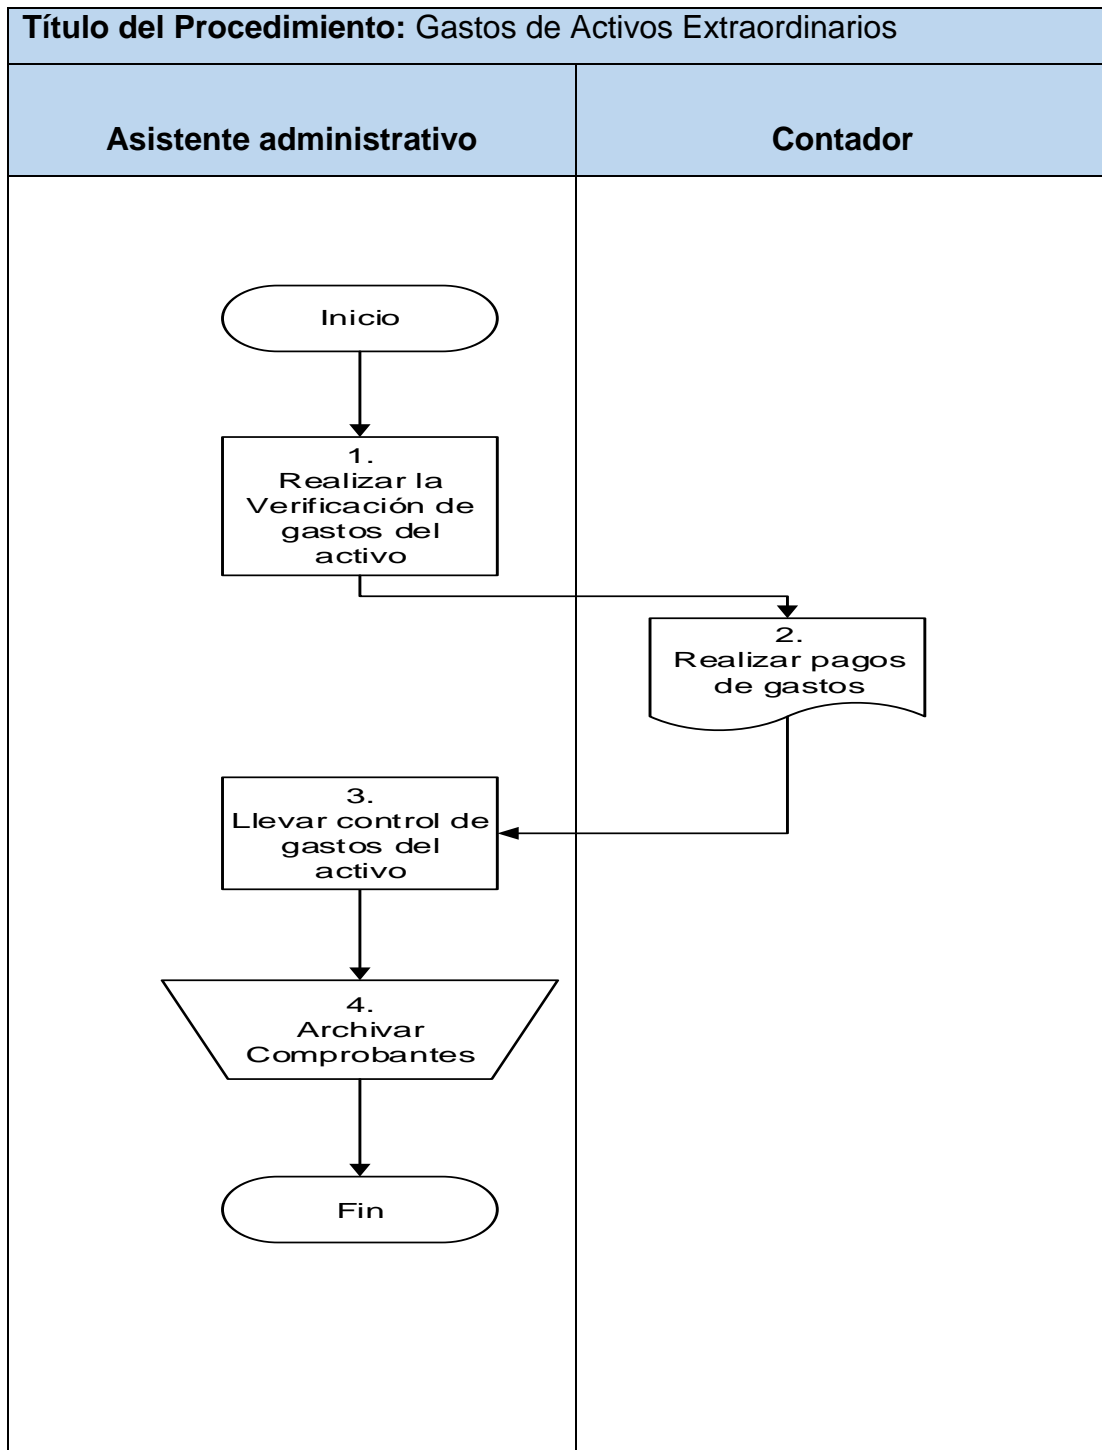 Título del Procedimiento: Gastos de Activos Extraordinarios
Asistente administrativo
Contador
Inicio
1.
Realizar la
Verificación de
gastos del
activo
2.
Realizar pagos
de gastos
3.
Llevar control de
gastos del
activo
4.
Archivar
Comprobantes
Fin